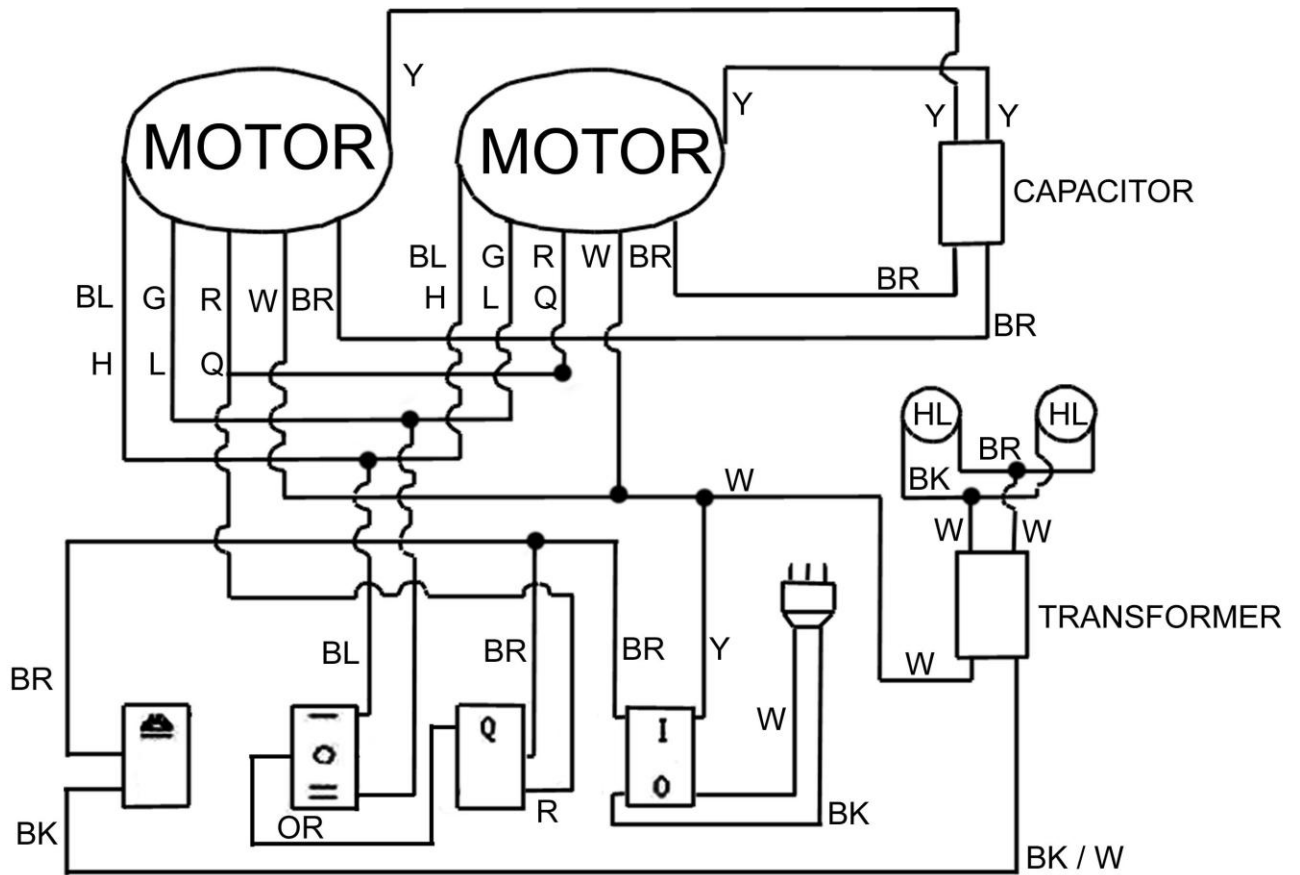 Y
Y
Y Y
MOTOR MOTOR
CAPACITOR
BL G R W BR
BR
BL G R W BR
H L Q
BR
H L Q
HL HL
BR
BK
W
W W
TRANSFORMER
BL BR BR Y
W
BR
W
Q I
O
O
R
OR BK
BK
BK / W